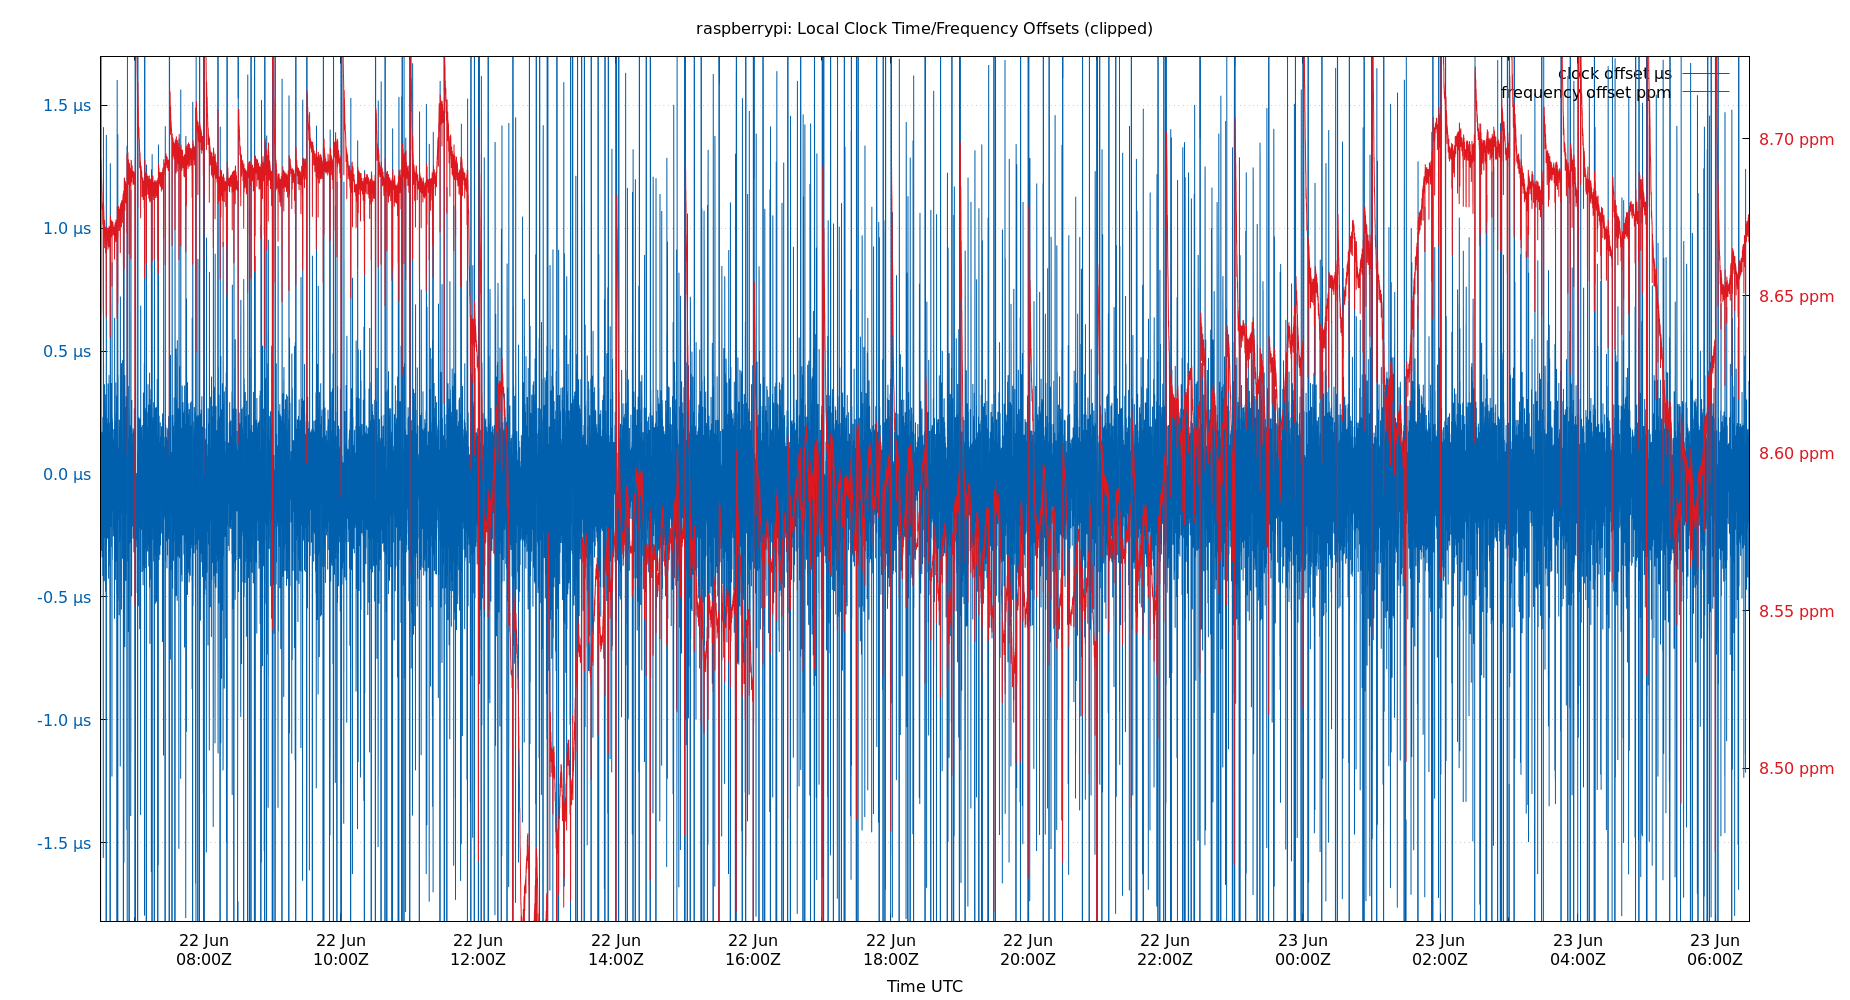 raspberrypi: Local Clock Time/Frequency Offsets (clipped)
clock offset µs
frequency offset ppm
1.5 µs
1.0 µs
0.5 µs
0.0 µs
-0.5 µs
-1.0 µs
-1.5 µs
8.70 ppm
8.65 ppm
8.60 ppm
8.55 ppm
8.50 ppm
22 Jun 22 Jun 22 Jun 22 Jun 22 Jun 22 Jun 22 Jun 22 Jun 23 Jun 23 Jun 23 Jun 23 Jun
08:00Z 10:00Z 12:00Z 14:00Z 16:00Z 18:00Z 20:00Z 22:00Z 00:00Z 02:00Z 04:00Z 06:00Z
Time UTC